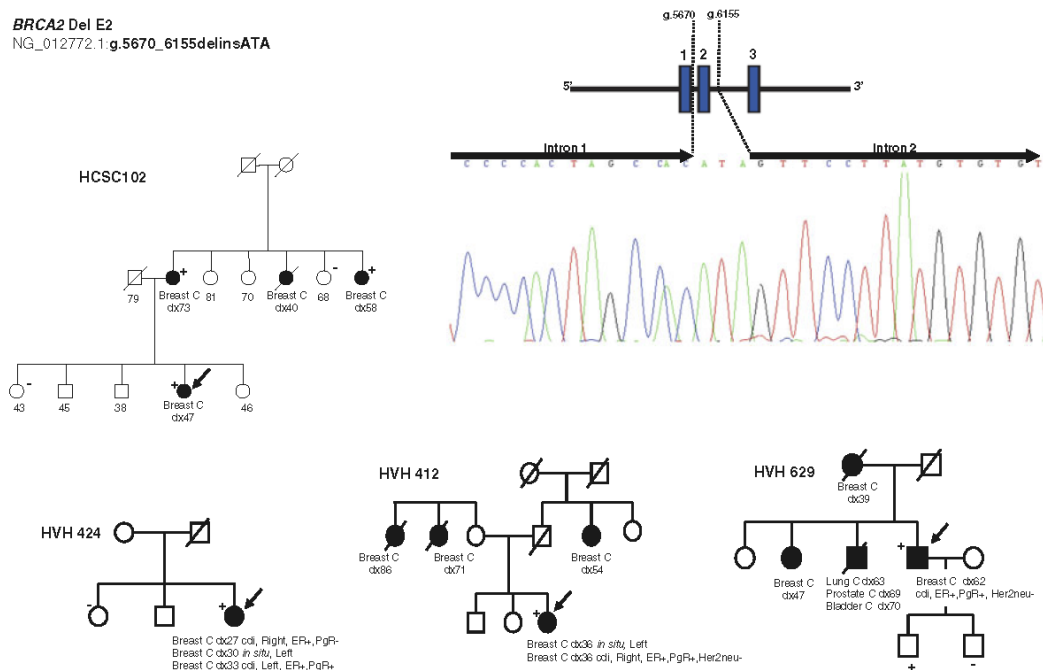 BRCA2 Del E2
NG_012772.1:g.5670_6155delinsATA
g.5670
g.6155
1
2
3
5'
3'
Intron 1
Intron 2
C C C C A C T A G C C A C A T A G T T C C T T A T G T G T G T
HCSC102
+
-
+
79
Breast C
dx73
81
70
Breast C
dx40
68
Breast C
dx58
-
+
43
45
38
Breast C
dx47
46
HVH 424
-
+
Breast C dx27 cdi, Right, ER+,PgR-
Breast C dx30 in situ, Left
Breast C dx33 cdi, Left, ER+,PgR+
HVH 412
Breast C
dx86
Breast C
dx71
Breast C
dx54
+
Breast C dx36 in situ, Left
Breast C dx36 cdi, Right, ER+,PgR+,Her2neu-
HVH 629
Breast C
dx39
+
Breast C
dx47
Lung C dx63
Prostate C dx69
Bladder C dx70
Breast C dx62
cdi, ER+,PgR+, Her2neu-
+
-